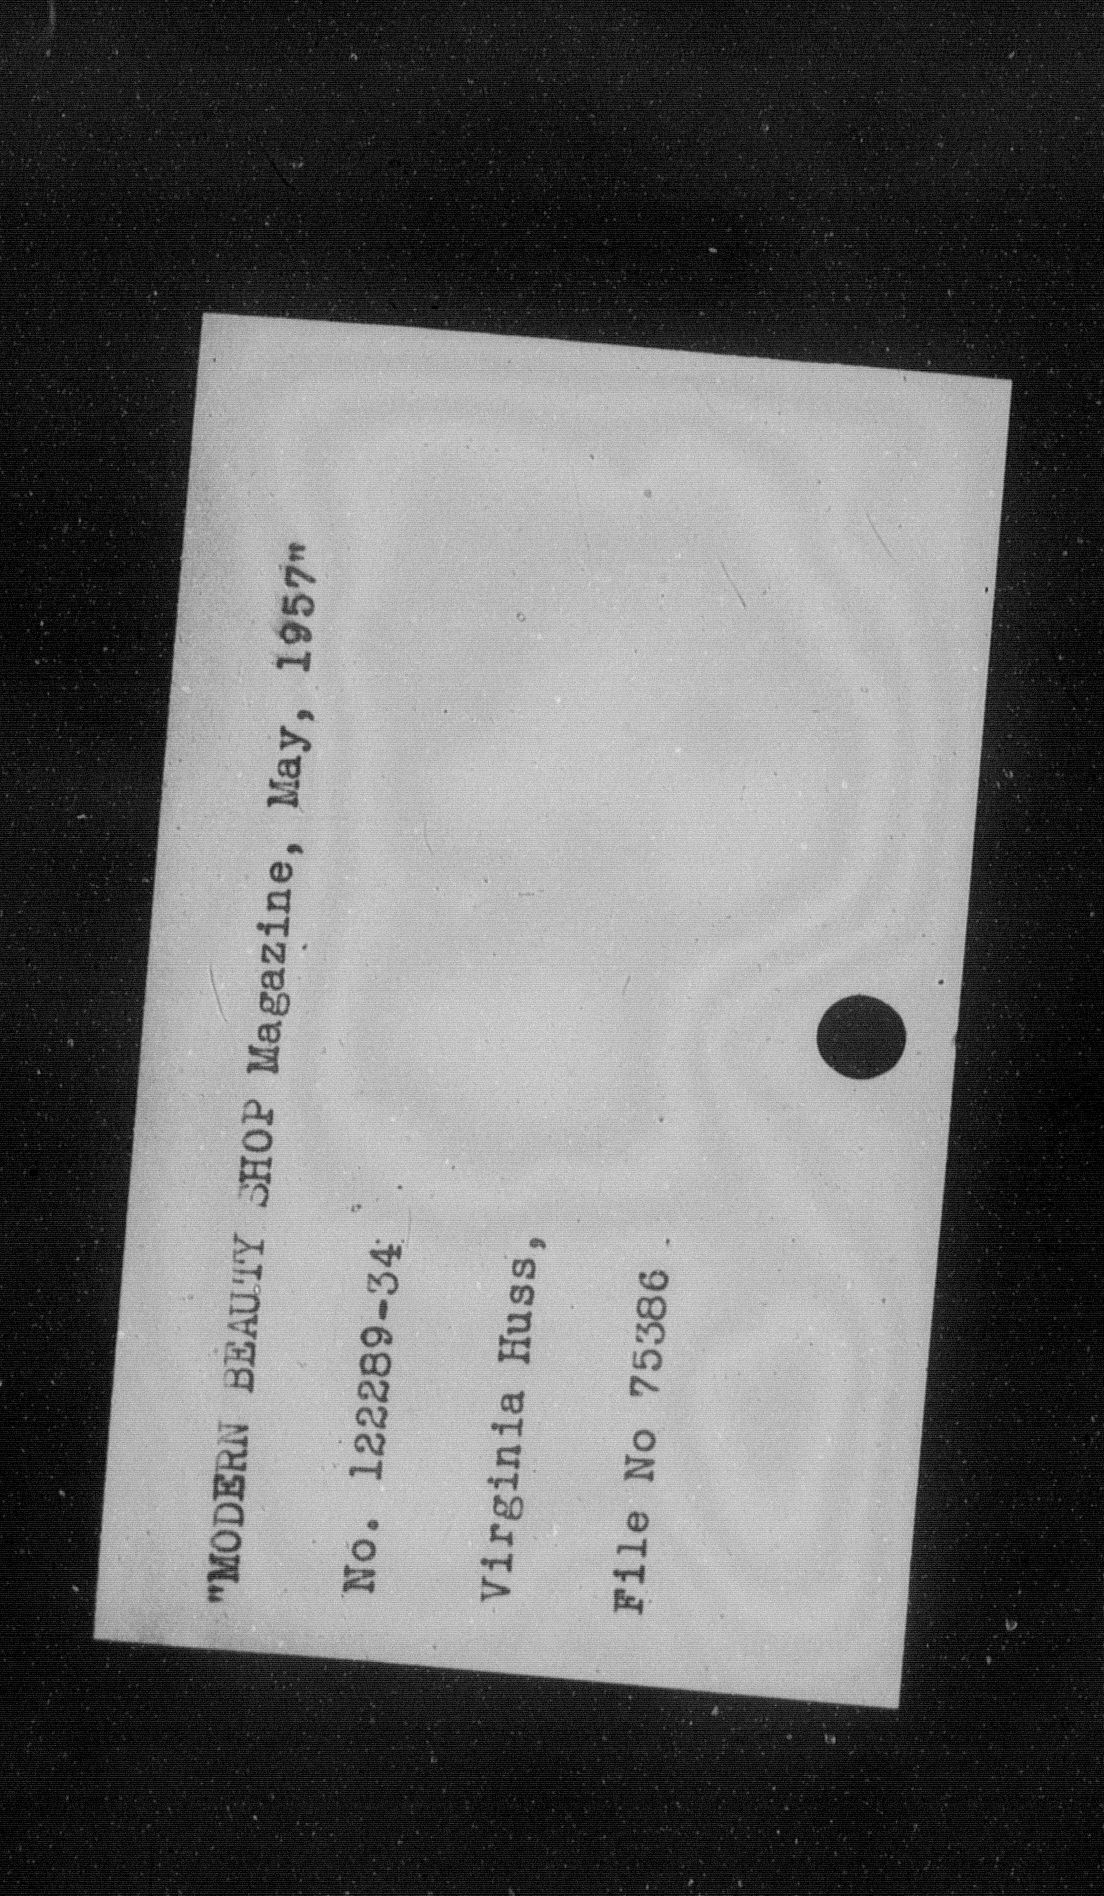 "MODERN BEAUTY SHOP Magazine, May, 1957"
No. 122289-34
Virginia Huss,
File No 75386